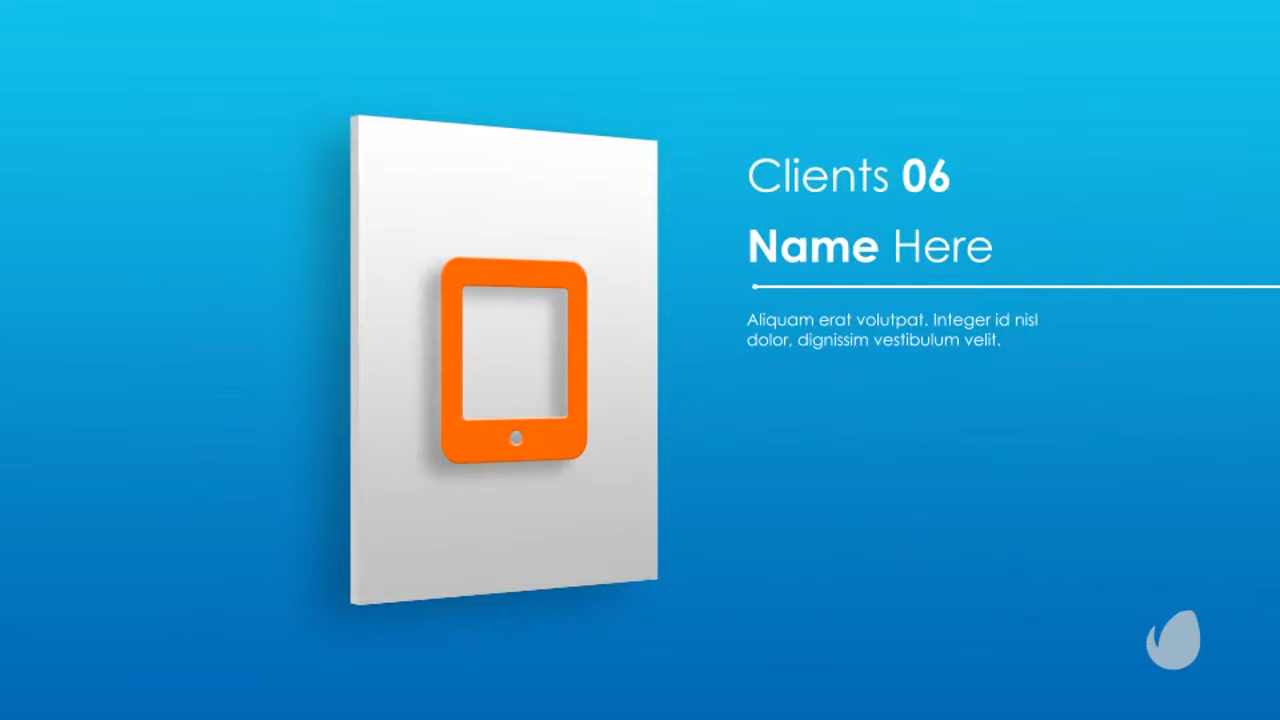 Clients 06
Name Here
Aliquam erat volutpat. Integer id nisl
dolor, dignissim vestibulum velit.